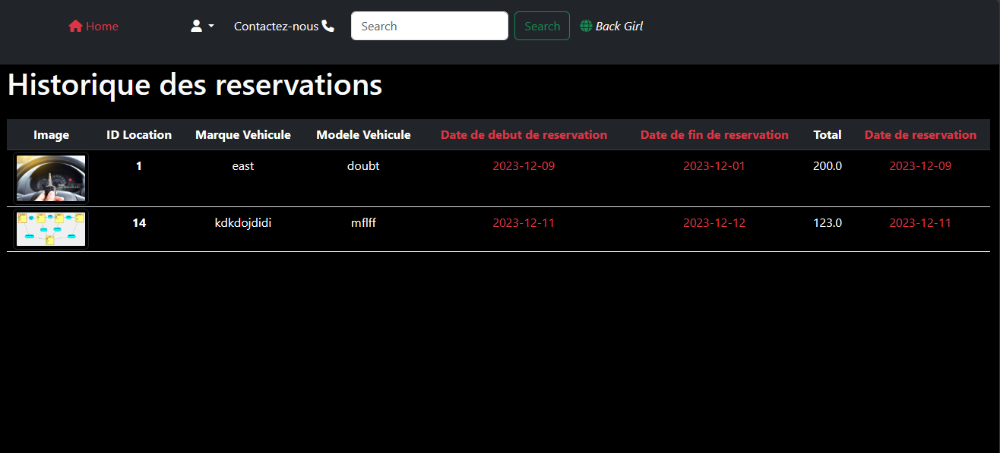 Home Contactez-nous Search Search Back Girl
Historique des reservations
Image ID Location Marque Vehicule Modele Vehicule Date de debut de reservation Date de fin de reservation Total Date de reservation
1 east doubt 2023-12-09 2023-12-01 200.0 2023-12-09
14 kdkdojdidi mflff 2023-12-11 2023-12-12 123.0 2023-12-11